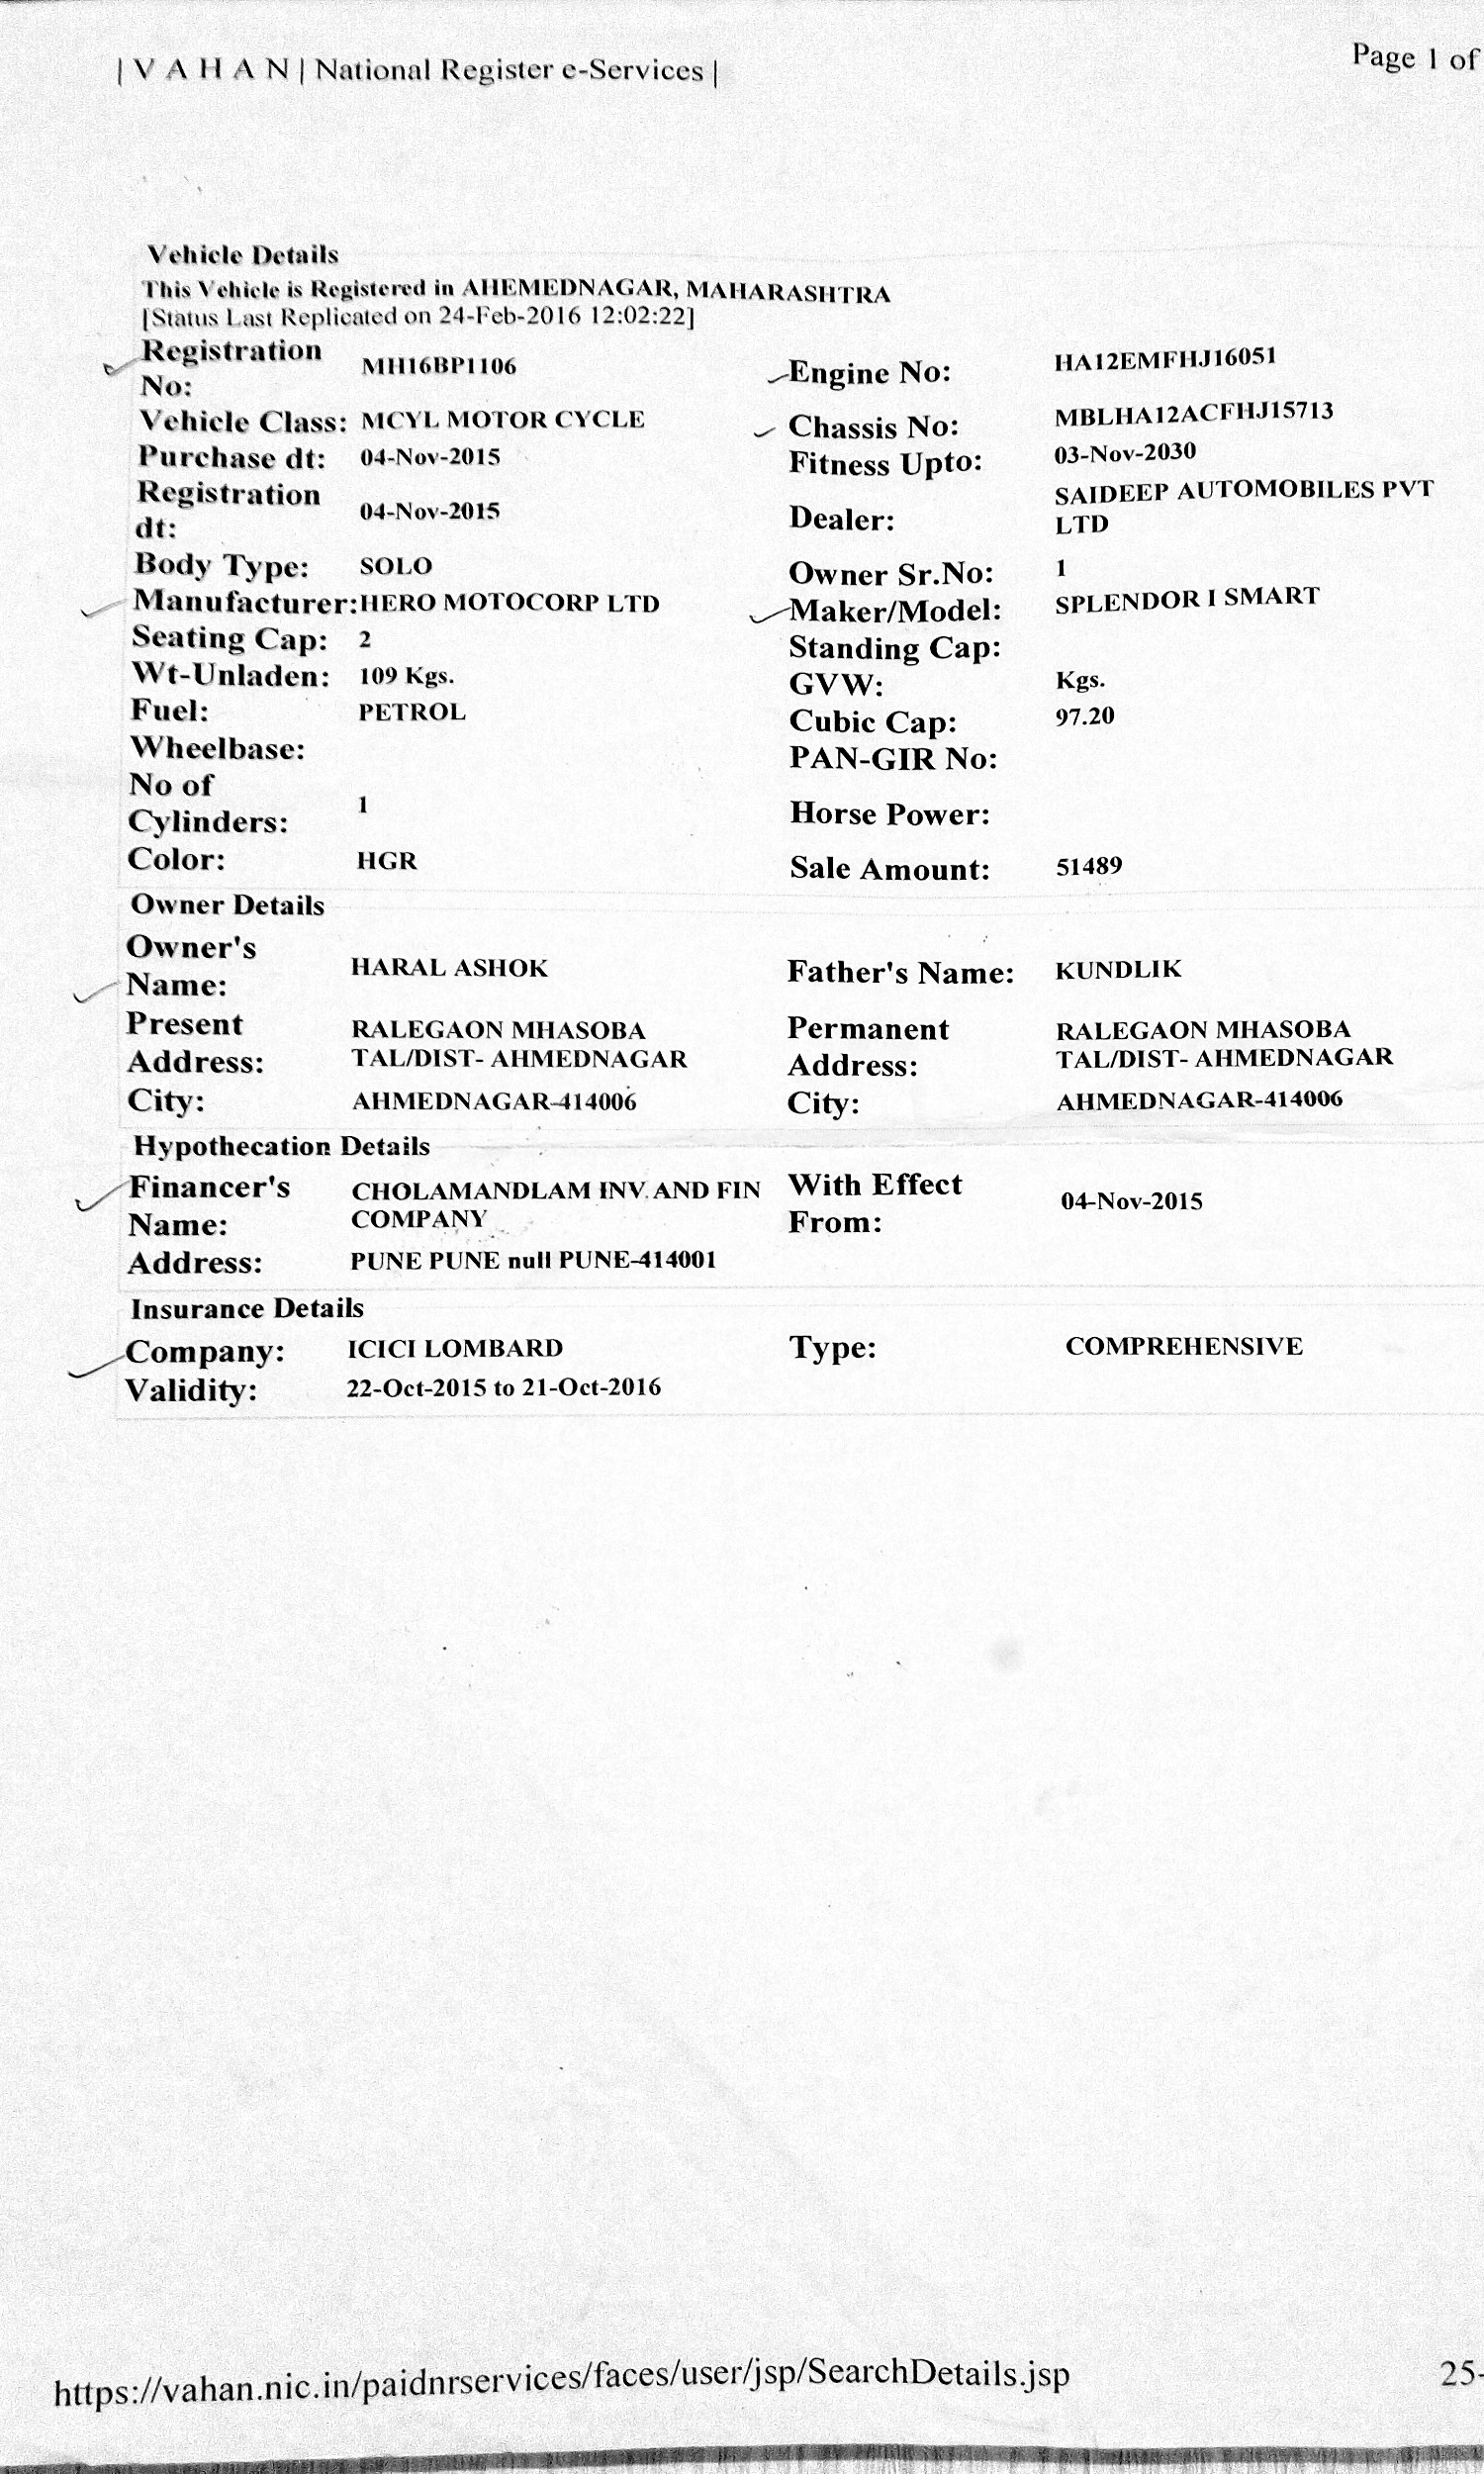 | V A H A N | National Register e-Services |
Page 1 of
Vehicle Details
This Vehicle is Registered in AHEMEDNAGAR, MAHARASHTRA
[Status Last Replicated on 24-Feb-2016 12:02:22]
Registration No: MH16BP1106 Engine No: HA12EMFHJ16051
Vehicle Class: MCYL MOTOR CYCLE Chassis No: MBLHA12ACFHJ15713
Purchase dt: 04-Nov-2015 Fitness Upto: 03-Nov-2030
Registration dt: 04-Nov-2015 Dealer: SAIDEEP AUTOMOBILES PVT LTD
Body Type: SOLO Owner Sr.No: 1
Manufacturer: HERO MOTOCORP LTD Maker/Model: SPLENDOR I SMART
Seating Cap: 2 Standing Cap:
Wt-Unladen: 109 Kgs. GVW: Kgs.
Fuel: PETROL Cubic Cap: 97.20
Wheelbase: PAN-GIR No:
No of Cylinders: 1 Horse Power:
Color: HGR Sale Amount: 51489
Owner Details
Owner's Name: HARAL ASHOK Father's Name: KUNDLIK
Present Address: RALEGAON MHASOBA TAL/DIST- AHMEDNAGAR Permanent Address: RALEGAON MHASOBA TAL/DIST- AHMEDNAGAR
City: AHMEDNAGAR-414006 City: AHMEDNAGAR-414006
Hypothecation Details
Financer's Name: CHOLAMANDLAM INV. AND FIN COMPANY With Effect From: 04-Nov-2015
Address: PUNE PUNE null PUNE-414001
Insurance Details
Company: ICICI LOMBARD Type: COMPREHENSIVE
Validity: 22-Oct-2015 to 21-Oct-2016
https://vahan.nic.in/paidnrservices/faces/user/jsp/SearchDetails.jsp
25-